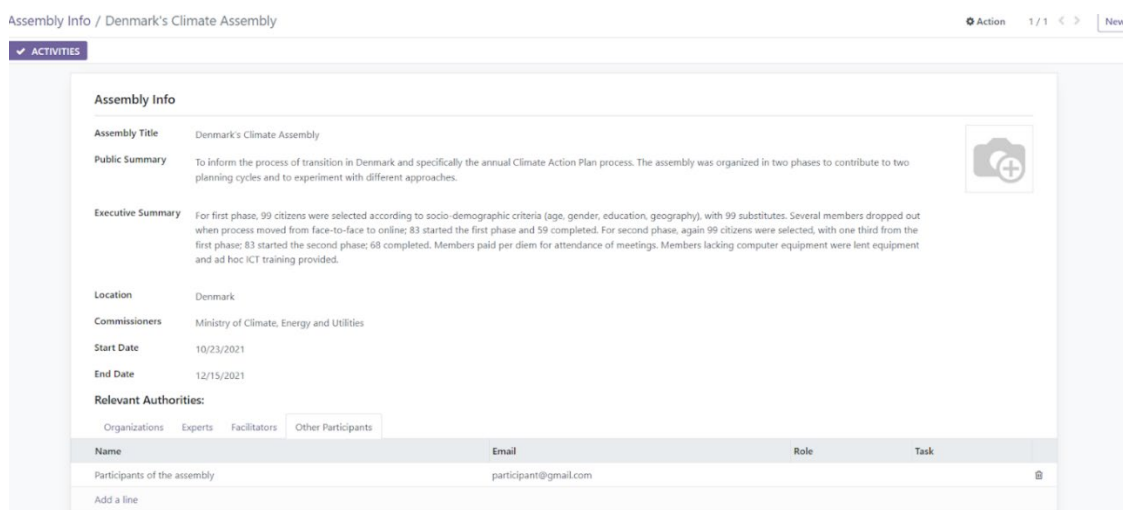 Assembly Info / Denmark's Climate Assembly
Action 1 / 1 New
ACTIVITIES
Assembly Info
Assembly Title Denmark's Climate Assembly
Public Summary To inform the process of transition in Denmark and specifically the annual Climate Action Plan process. The assembly was organized in two phases to contribute to two
planning cycles and to experiment with different approaches.
Executive Summary For first phase, 99 citizens were selected according to socio-demographic criteria (age, gender, education, geography), with 99 substitutes. Several members dropped out
when process moved from face-to-face to online; 83 started the first phase and 59 completed. For second phase, again 99 citizens were selected, with one third from the
first phase; 83 started the second phase; 68 completed. Members paid per diem for attendance of meetings. Members lacking computer equipment were lent equipment
and ad hoc ICT training provided.
Location Denmark
Commissioners Ministry of Climate, Energy and Utilities
Start Date 10/23/2021
End Date 12/15/2021
Relevant Authorities:
Organizations Experts Facilitators Other Participants
Name Email Role Task
Participants of the assembly participant@gmail.com
Add a line